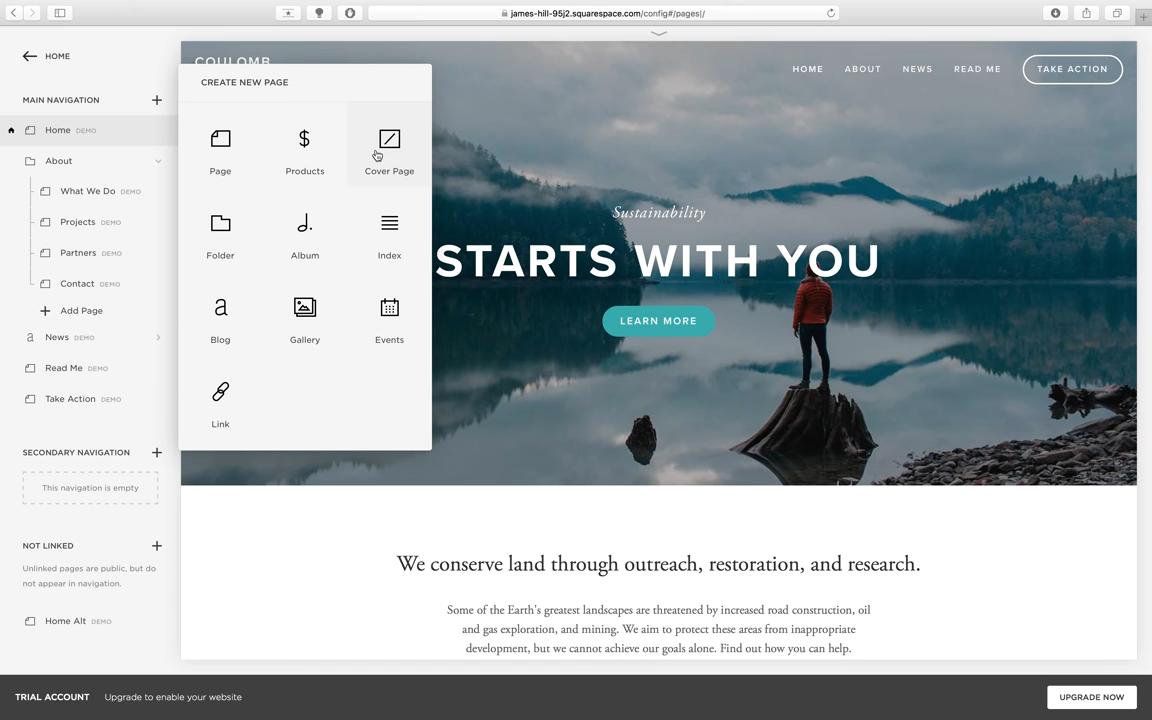 james-hill-95j2.squarespace.com/config#/pages|/
HOME
MAIN NAVIGATION
Home DEMO
About
What We Do DEMO
Projects DEMO
Partners DEMO
Contact DEMO
Add Page
News DEMO
Read Me DEMO
Take Action DEMO
SECONDARY NAVIGATION
This navigation is empty
NOT LINKED
Unlinked pages are public, but do
not appear in navigation.
Home Alt DEMO
CREATE NEW PAGE
Page
Products
Cover Page
Folder
Album
Index
Blog
Gallery
Events
Link
COULOMB
HOME
ABOUT
NEWS
READ ME
TAKE ACTION
Sustainability
STARTS WITH YOU
LEARN MORE
We conserve land through outreach, restoration, and research.
Some of the Earth's greatest landscapes are threatened by increased road construction, oil
and gas exploration, and mining. We aim to protect these areas from inappropriate
development, but we cannot achieve our goals alone. Find out how you can help.
TRIAL ACCOUNT Upgrade to enable your website
UPGRADE NOW